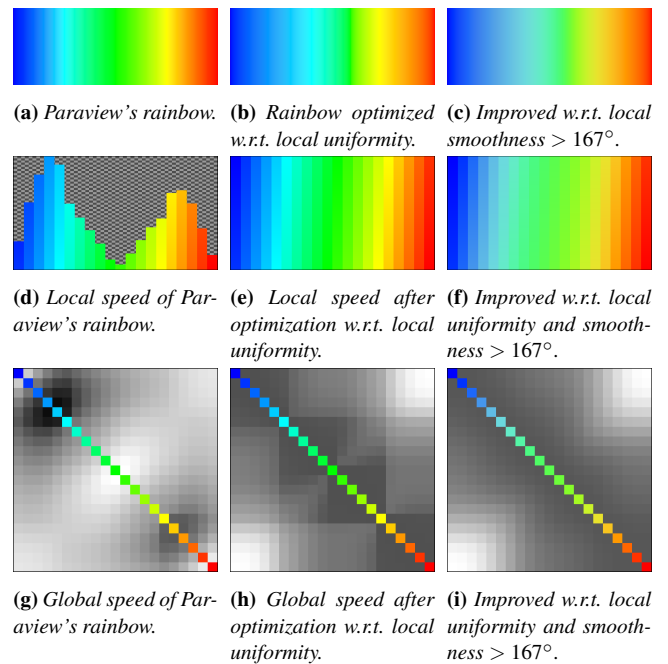 (a) Paraview's rainbow.
(b) Rainbow optimized
w.r.t. local uniformity.
(c) Improved w.r.t. local
smoothness > 167°.
(d) Local speed of Par-
aview's rainbow.
(e) Local speed after
optimization w.r.t. local
uniformity.
(f) Improved w.r.t. local
uniformity and smooth-
ness > 167°.
(g) Global speed of Par-
aview's rainbow.
(h) Global speed after
optimization w.r.t. local
uniformity.
(i) Improved w.r.t. local
uniformity and smooth-
ness > 167°.